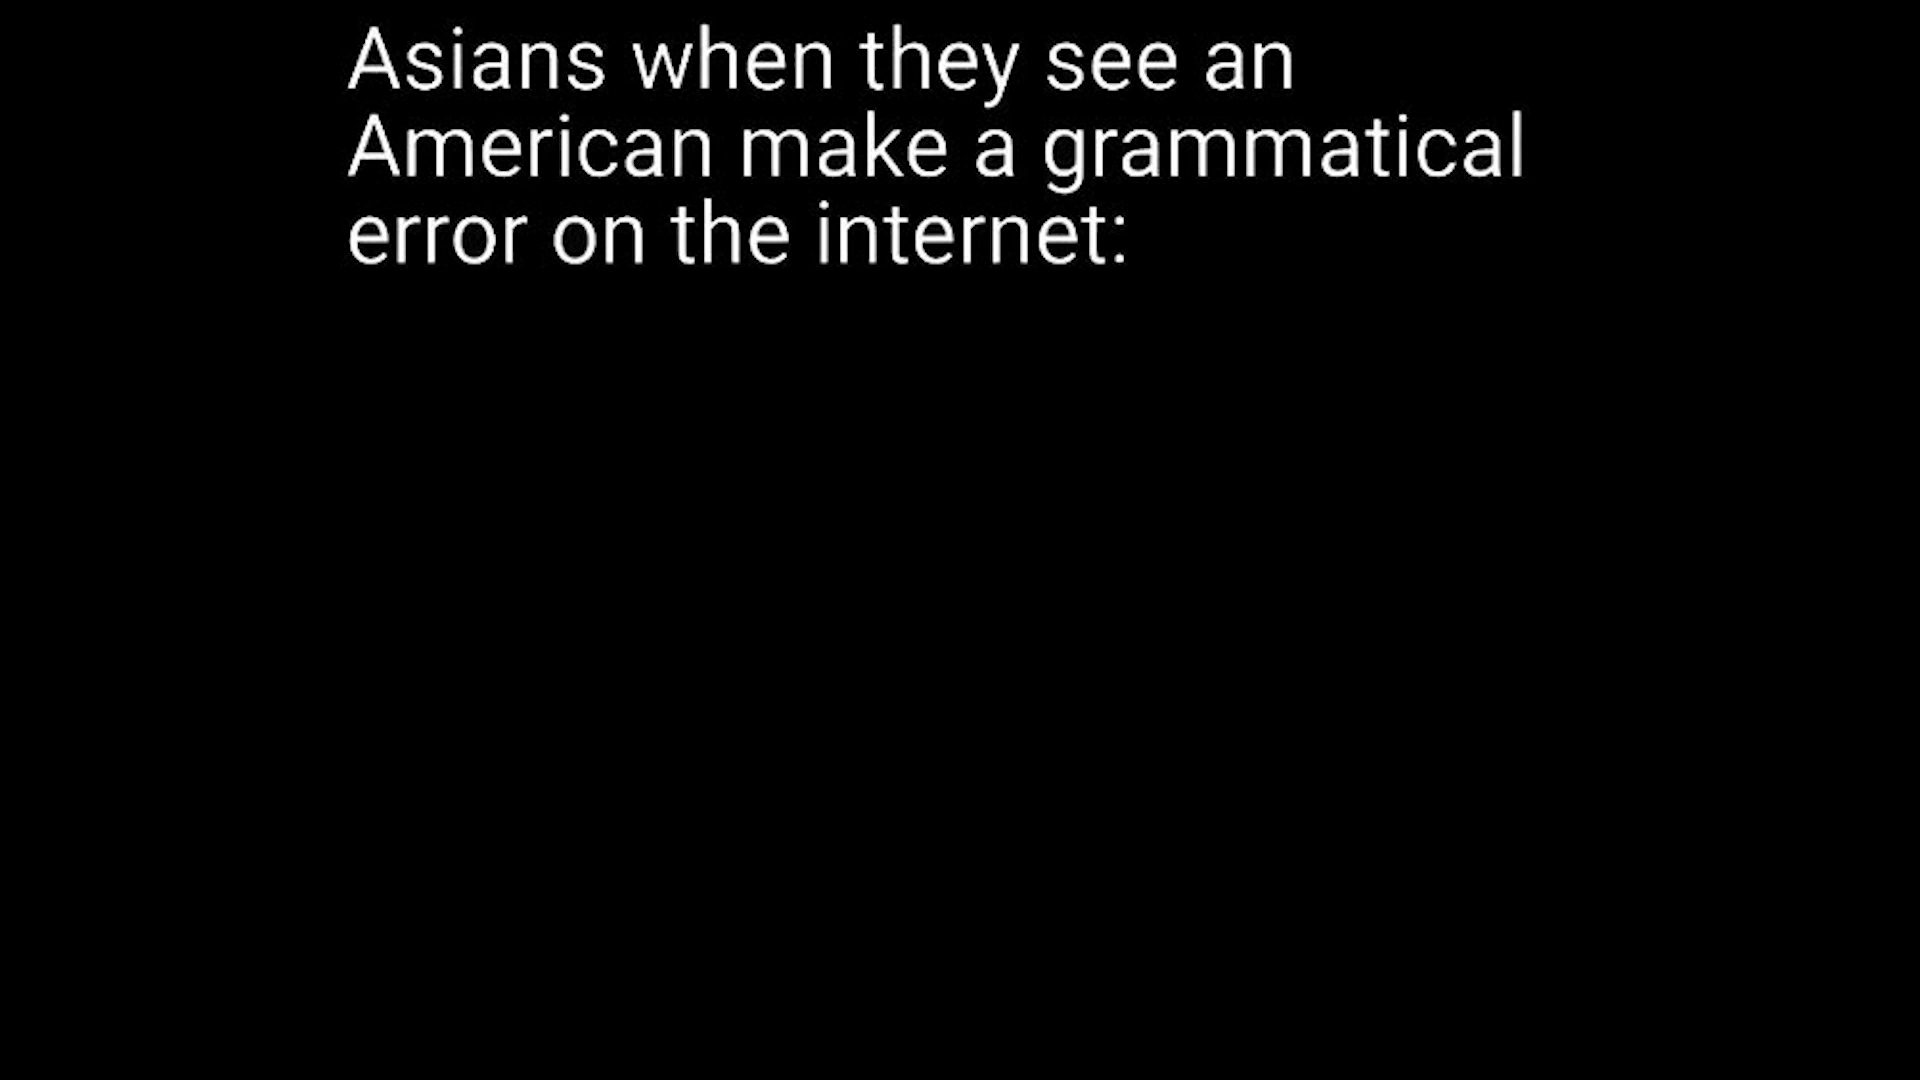 Asians when they see an
American make a grammatical
error on the internet: